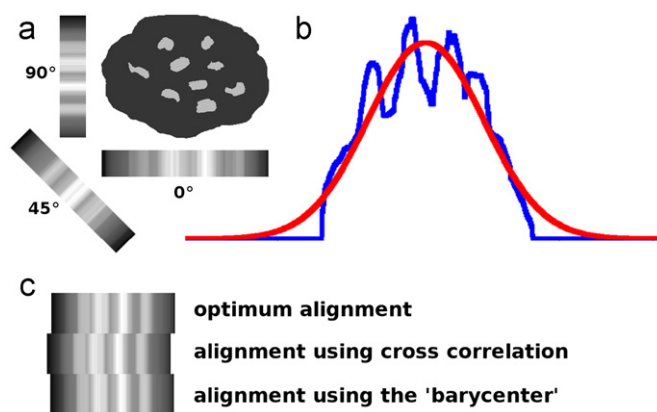 a
b
90°
45°
0°
c
optimum alignment
alignment using cross correlation
alignment using the 'barycenter'